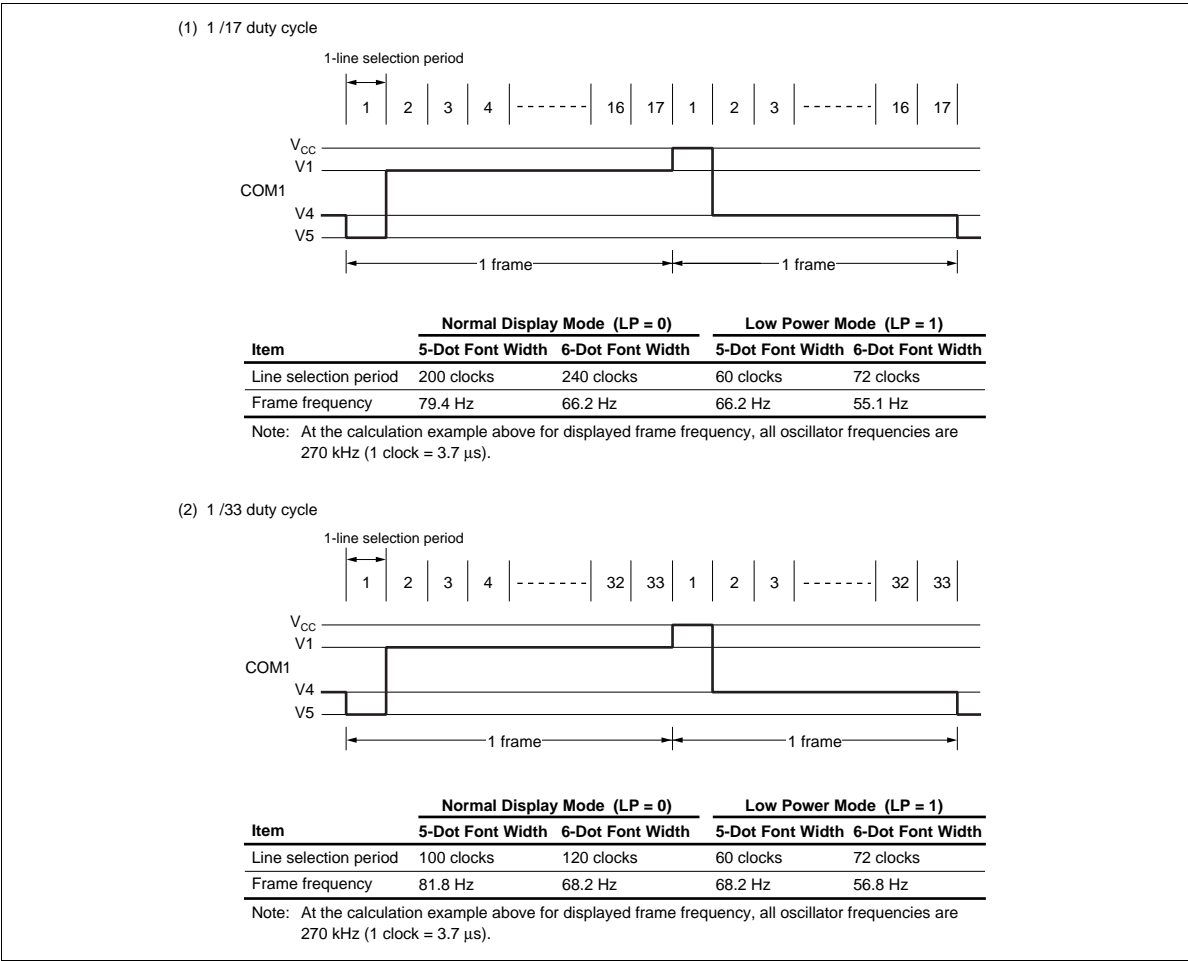 (1) 1 /17 duty cycle
1-line selection period
1 2 3 4 16 17 1 2 3 16 17
VCC
V1
COM1
V4
V5
1 frame 1 frame
Normal Display Mode (LP = 0) Low Power Mode (LP = 1)
Item 5-Dot Font Width 6-Dot Font Width 5-Dot Font Width 6-Dot Font Width
Line selection period 200 clocks 240 clocks 60 clocks 72 clocks
Frame frequency 79.4 Hz 66.2 Hz 66.2 Hz 55.1 Hz
Note: At the calculation example above for displayed frame frequency, all oscillator frequencies are
270 kHz (1 clock = 3.7 μs).
(2) 1 /33 duty cycle
1-line selection period
1 2 3 4 32 33 1 2 3 32 33
VCC
V1
COM1
V4
V5
1 frame 1 frame
Normal Display Mode (LP = 0) Low Power Mode (LP = 1)
Item 5-Dot Font Width 6-Dot Font Width 5-Dot Font Width 6-Dot Font Width
Line selection period 100 clocks 120 clocks 60 clocks 72 clocks
Frame frequency 81.8 Hz 68.2 Hz 68.2 Hz 56.8 Hz
Note: At the calculation example above for displayed frame frequency, all oscillator frequencies are
270 kHz (1 clock = 3.7 μs).